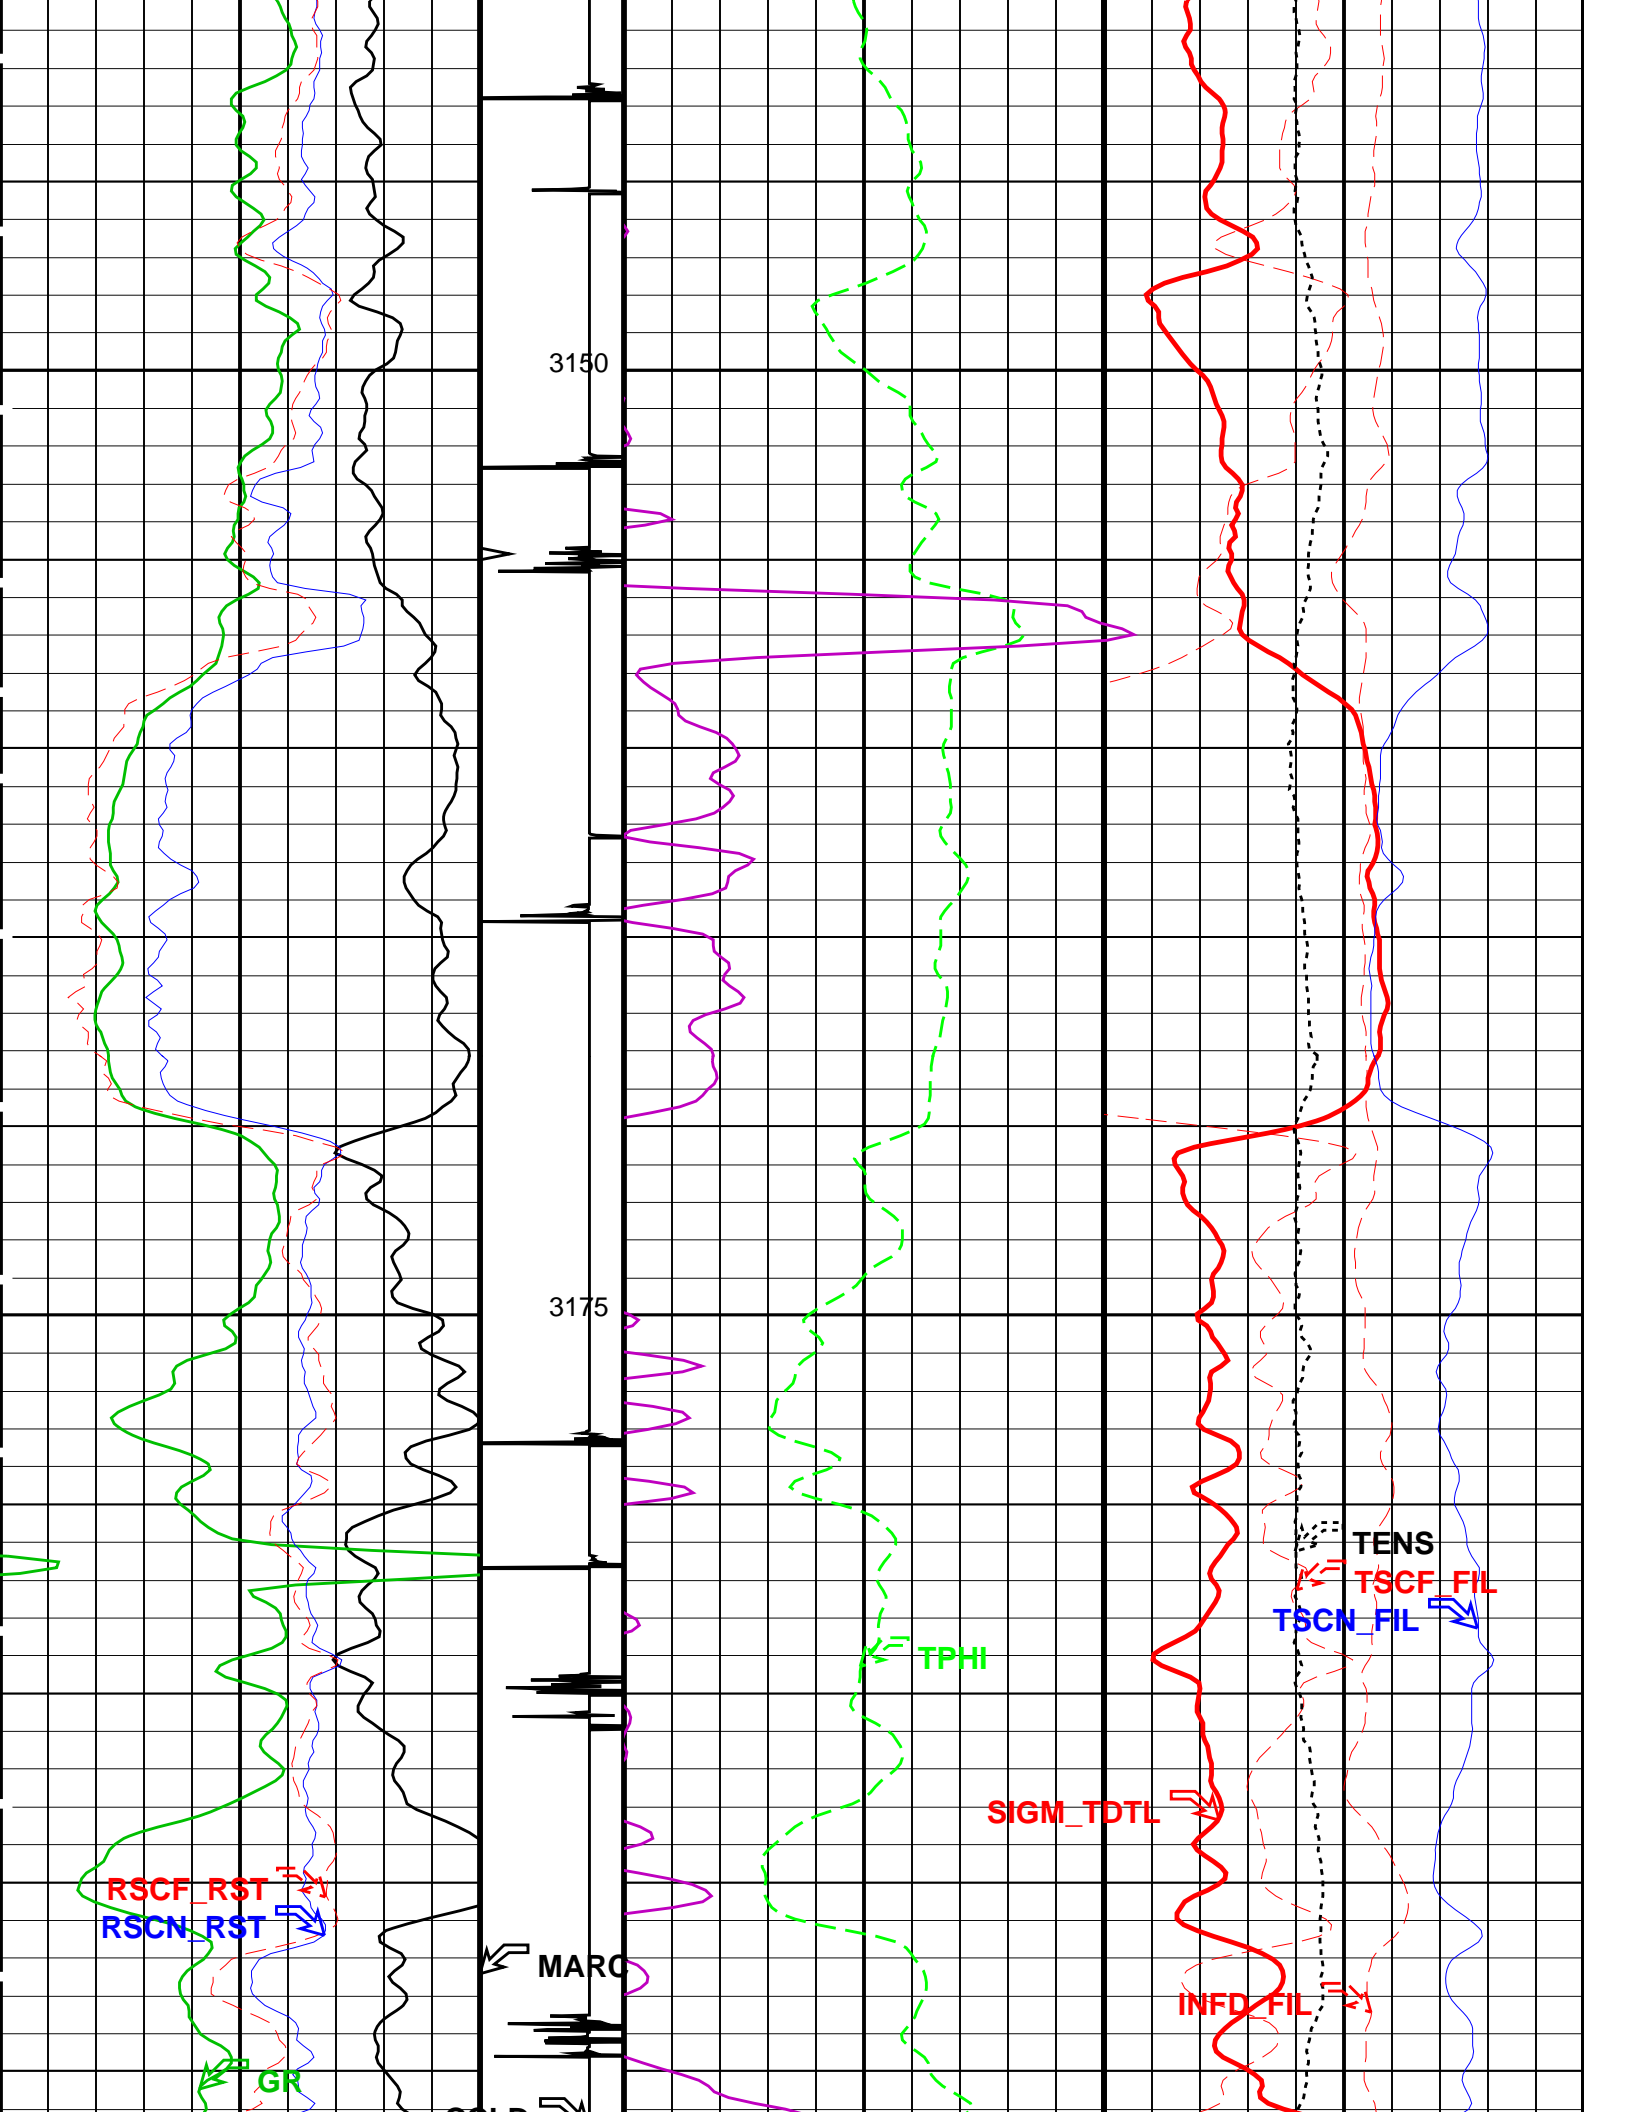 3150
3175
TENS
TSCF_FIL
TSCN_FIL
TPHI
SIGM_TDTL
RSCF_RST
RSCN_RST
MARC
INFD_FIL
GR